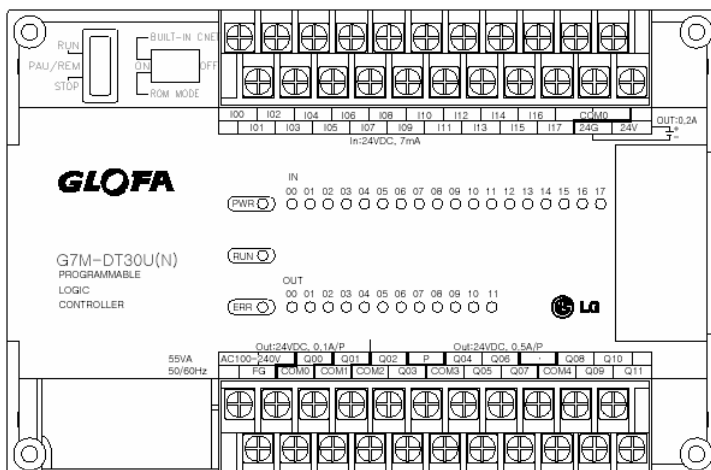 RUN
PAU/REM
STOP
BUILT-IN CNET
ON OFF
ROM MODE
I00 I02 I04 I06 I08 I10 I12 I14 I16 COM0
I01 I03 I05 I07 I09 I11 I13 I15 I17 24G 24V
OUT:0.2A
In:24VDC, 7mA
GLOFA
IN
00 01 02 03 04 05 06 07 08 09 10 11 12 13 14 15 16 17
PWR
G7M-DT30U(N)
PROGRAMMABLE
LOGIC
CONTROLLER
RUN
OUT
00 01 02 03 04 05 06 07 08 09 10 11
ERR
LG
Out:24VDC, 0.1A/P Out:24VDC, 0.5A/P
55VA
50/60Hz
AC100-240V Q00 Q01 Q02 P Q04 Q06 · Q08 Q10
FG COM0 COM1 COM2 Q03 COM3 Q05 Q07 COM4 Q09 Q11